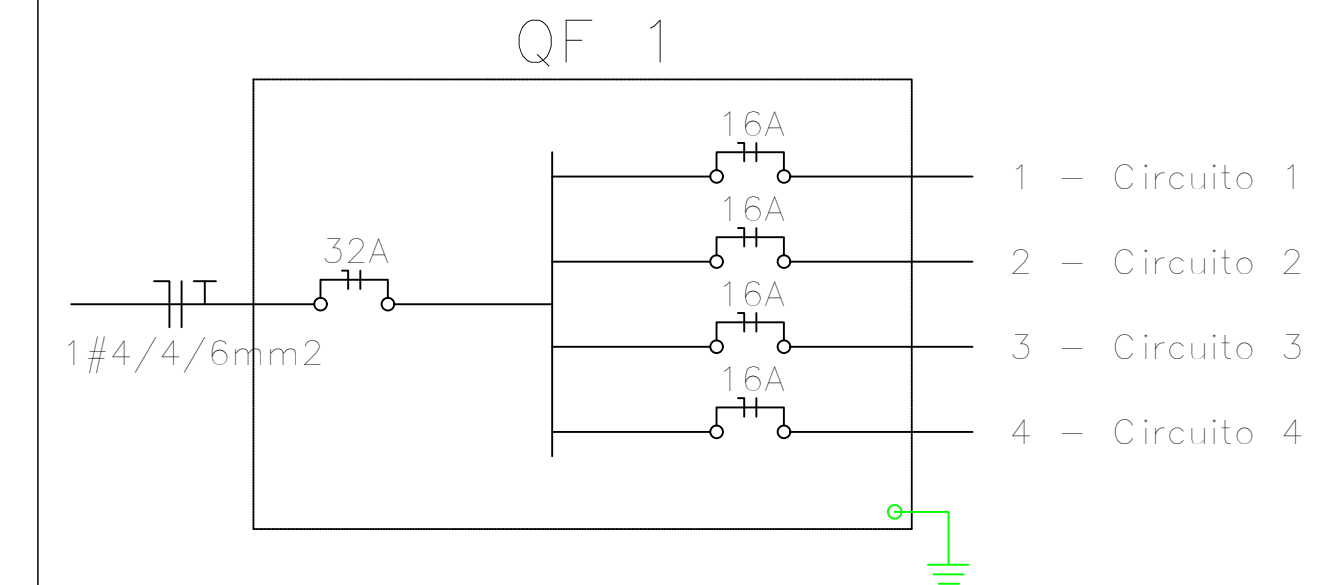 QF 1
16A
1 - Circuito 1
16A
2 - Circuito 2
32A
16A
1#4/4/6mm2
3 - Circuito 3
16A
4 - Circuito 4